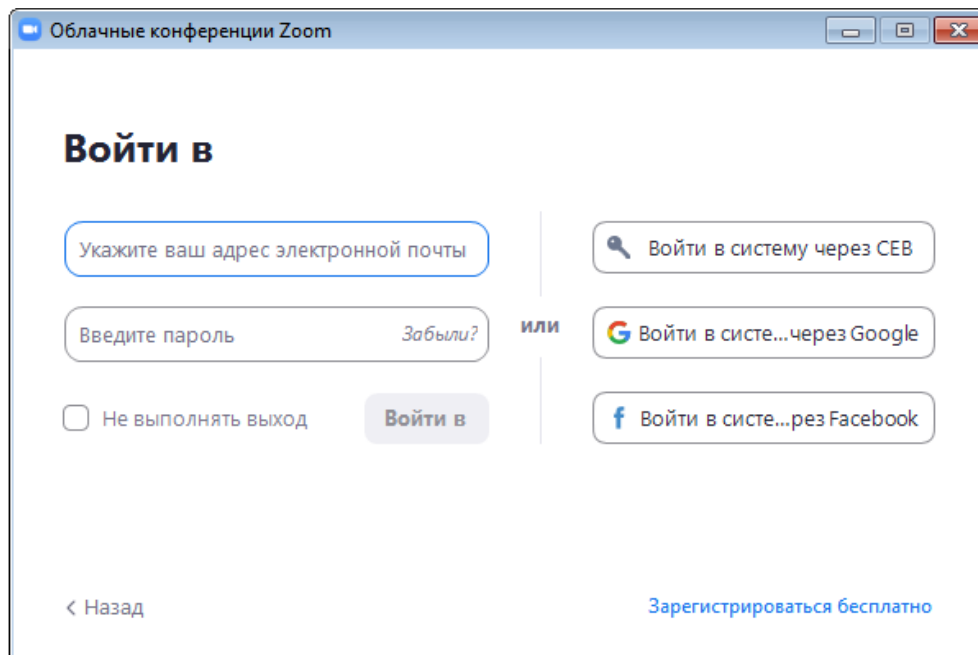 Облачные конференции Zoom
Войти в
Укажите ваш адрес электронной почты
Введите пароль
Забыли?
Не выполнять выход
Войти в
или
Войти в систему через СЕВ
Войти в систе...через Google
Войти в систе...рез Facebook
Назад
Зарегистрироваться бесплатно